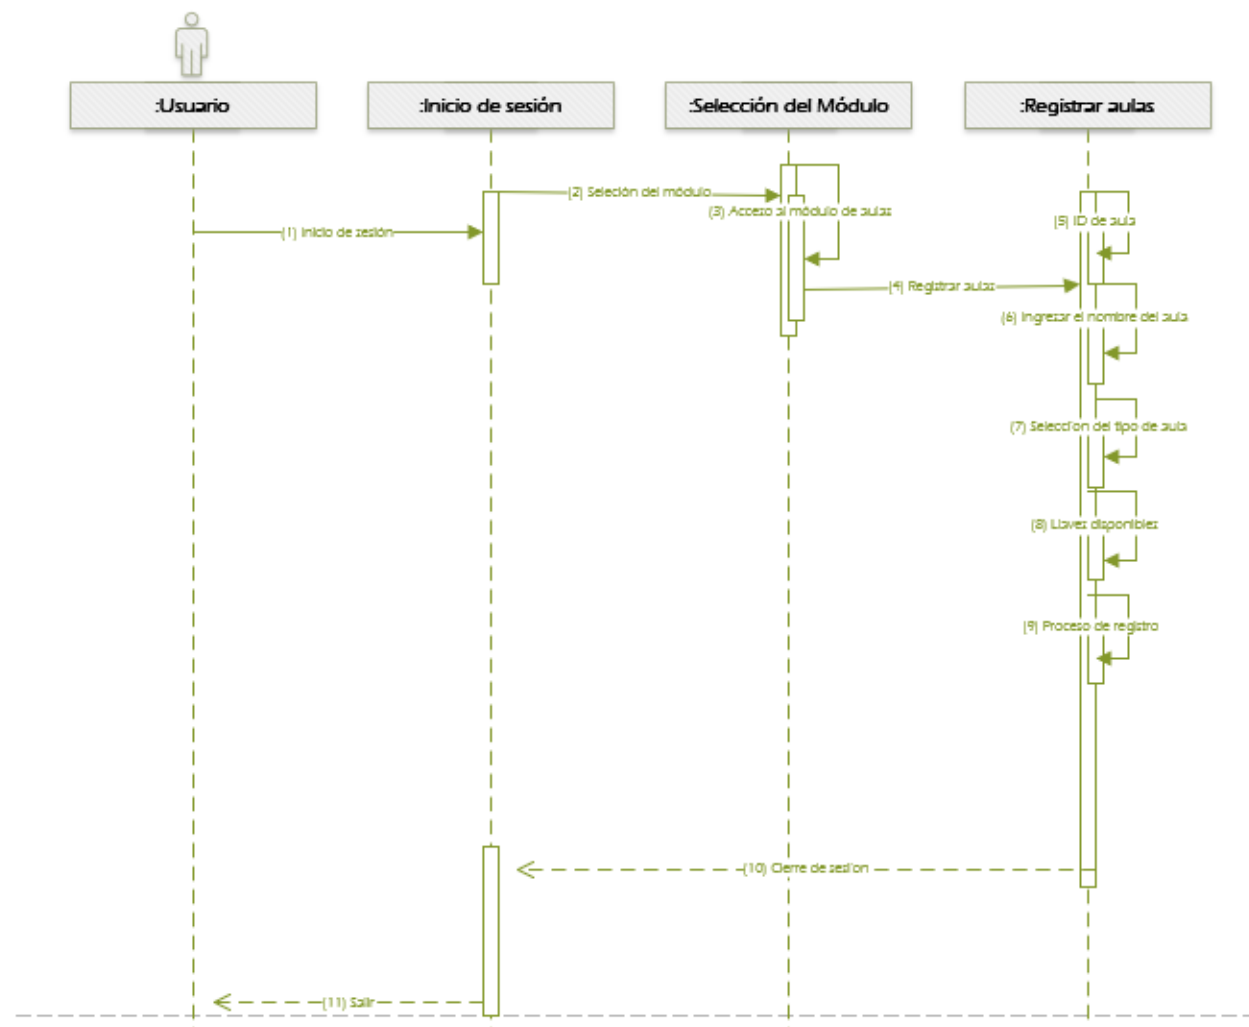 :Usuario
:Inicio de sesión
:Selección del Módulo
:Registrar aulas
(2) Seleción del módulo
(3) Acceso al módulo de aulas
(1) Inicio de sesión
(5) ID de aula
(4) Registrar aulas
(6) Ingresar el nombre del aula
(7) Seleccion del tipo de aula
(8) Llaves disponibles
(9) Proceso de registro
(10) Cierre de sesion
(11) Salir